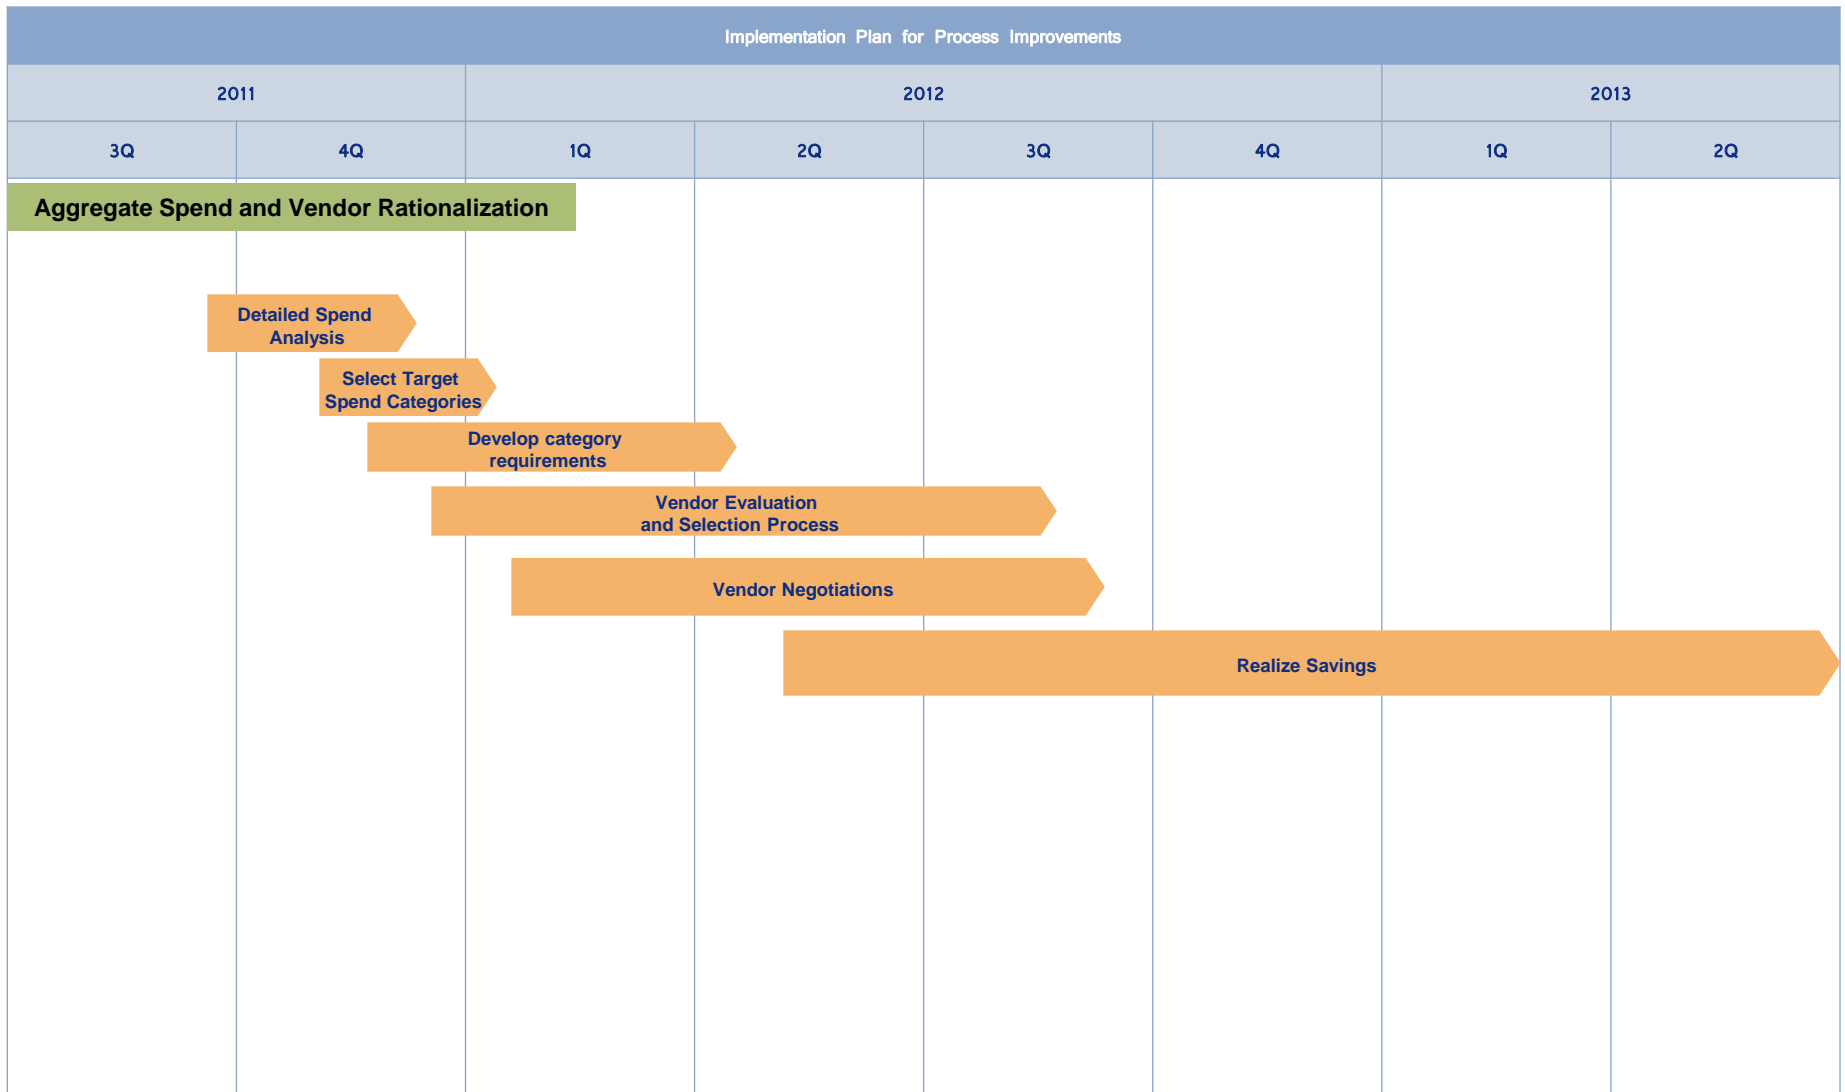 Implementation Plan for Process Improvements
2011 2012 2013
3Q 4Q 1Q 2Q 3Q 4Q 1Q 2Q
Aggregate Spend and Vendor Rationalization
Detailed Spend
Analysis
Select Target
Spend Categories
Develop category
requirements
Vendor Evaluation
and Selection Process
Vendor Negotiations
Realize Savings